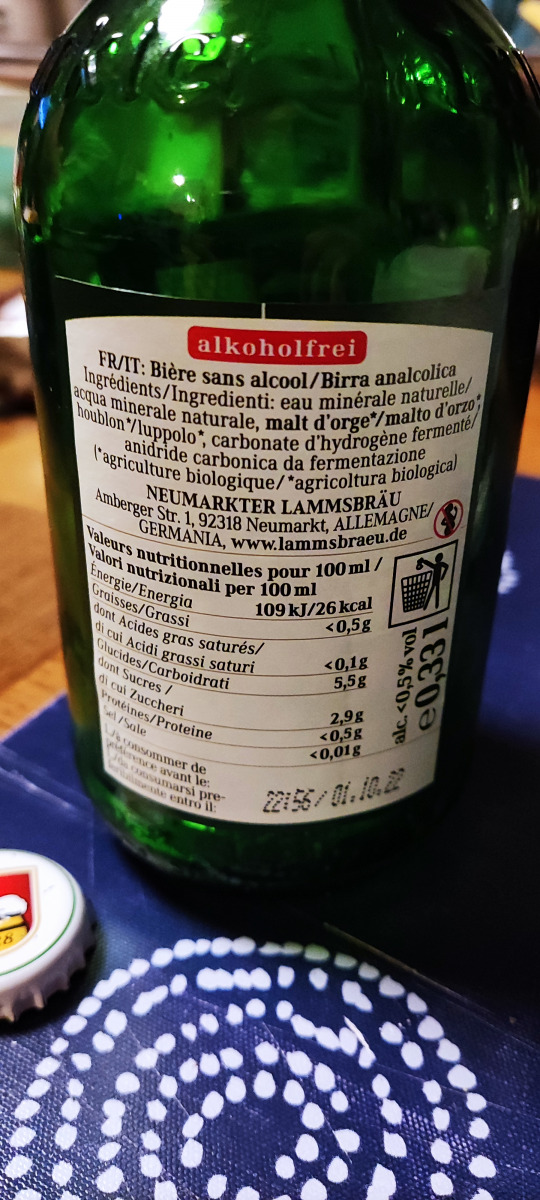 alkoholfrei
FR/IT: Bière sans alcool/Birra analcolica
Ingrédients/Ingredienti: eau minérale naturelle/
acqua minerale naturale, malt d'orge*/malto d'orzo*,
houblon*/luppolo*, carbonate d'hydrogène fermenté/
anidride carbonica da fermentazione
(*agriculture biologique/*agricoltura biologica)
NEUMARKTER LAMMSBRÄU
Amberger Str. 1, 92318 Neumarkt, ALLEMAGNE/
GERMANIA, www.lammsbraeu.de
Valeurs nutritionnelles pour 100 ml /
Valori nutrizionali per 100 ml
Énergie/Energia 109 kJ/26 kcal
Graisses/Grassi <0,5g
dont Acides gras saturés/
di cui Acidi grassi saturi <0,1g
Glucides/Carboidrati 5,5g
dont Sucres /
di cui Zuccheri 2,9g
Protéines/Proteine <0,5g
Sel/Sale <0,01g
À consommer de
préférence avant le:
Da consumarsi pre-
feribilmente entro il:
22:56 / 01.10.22
alc. <0,5 % vol
e 0,33 l